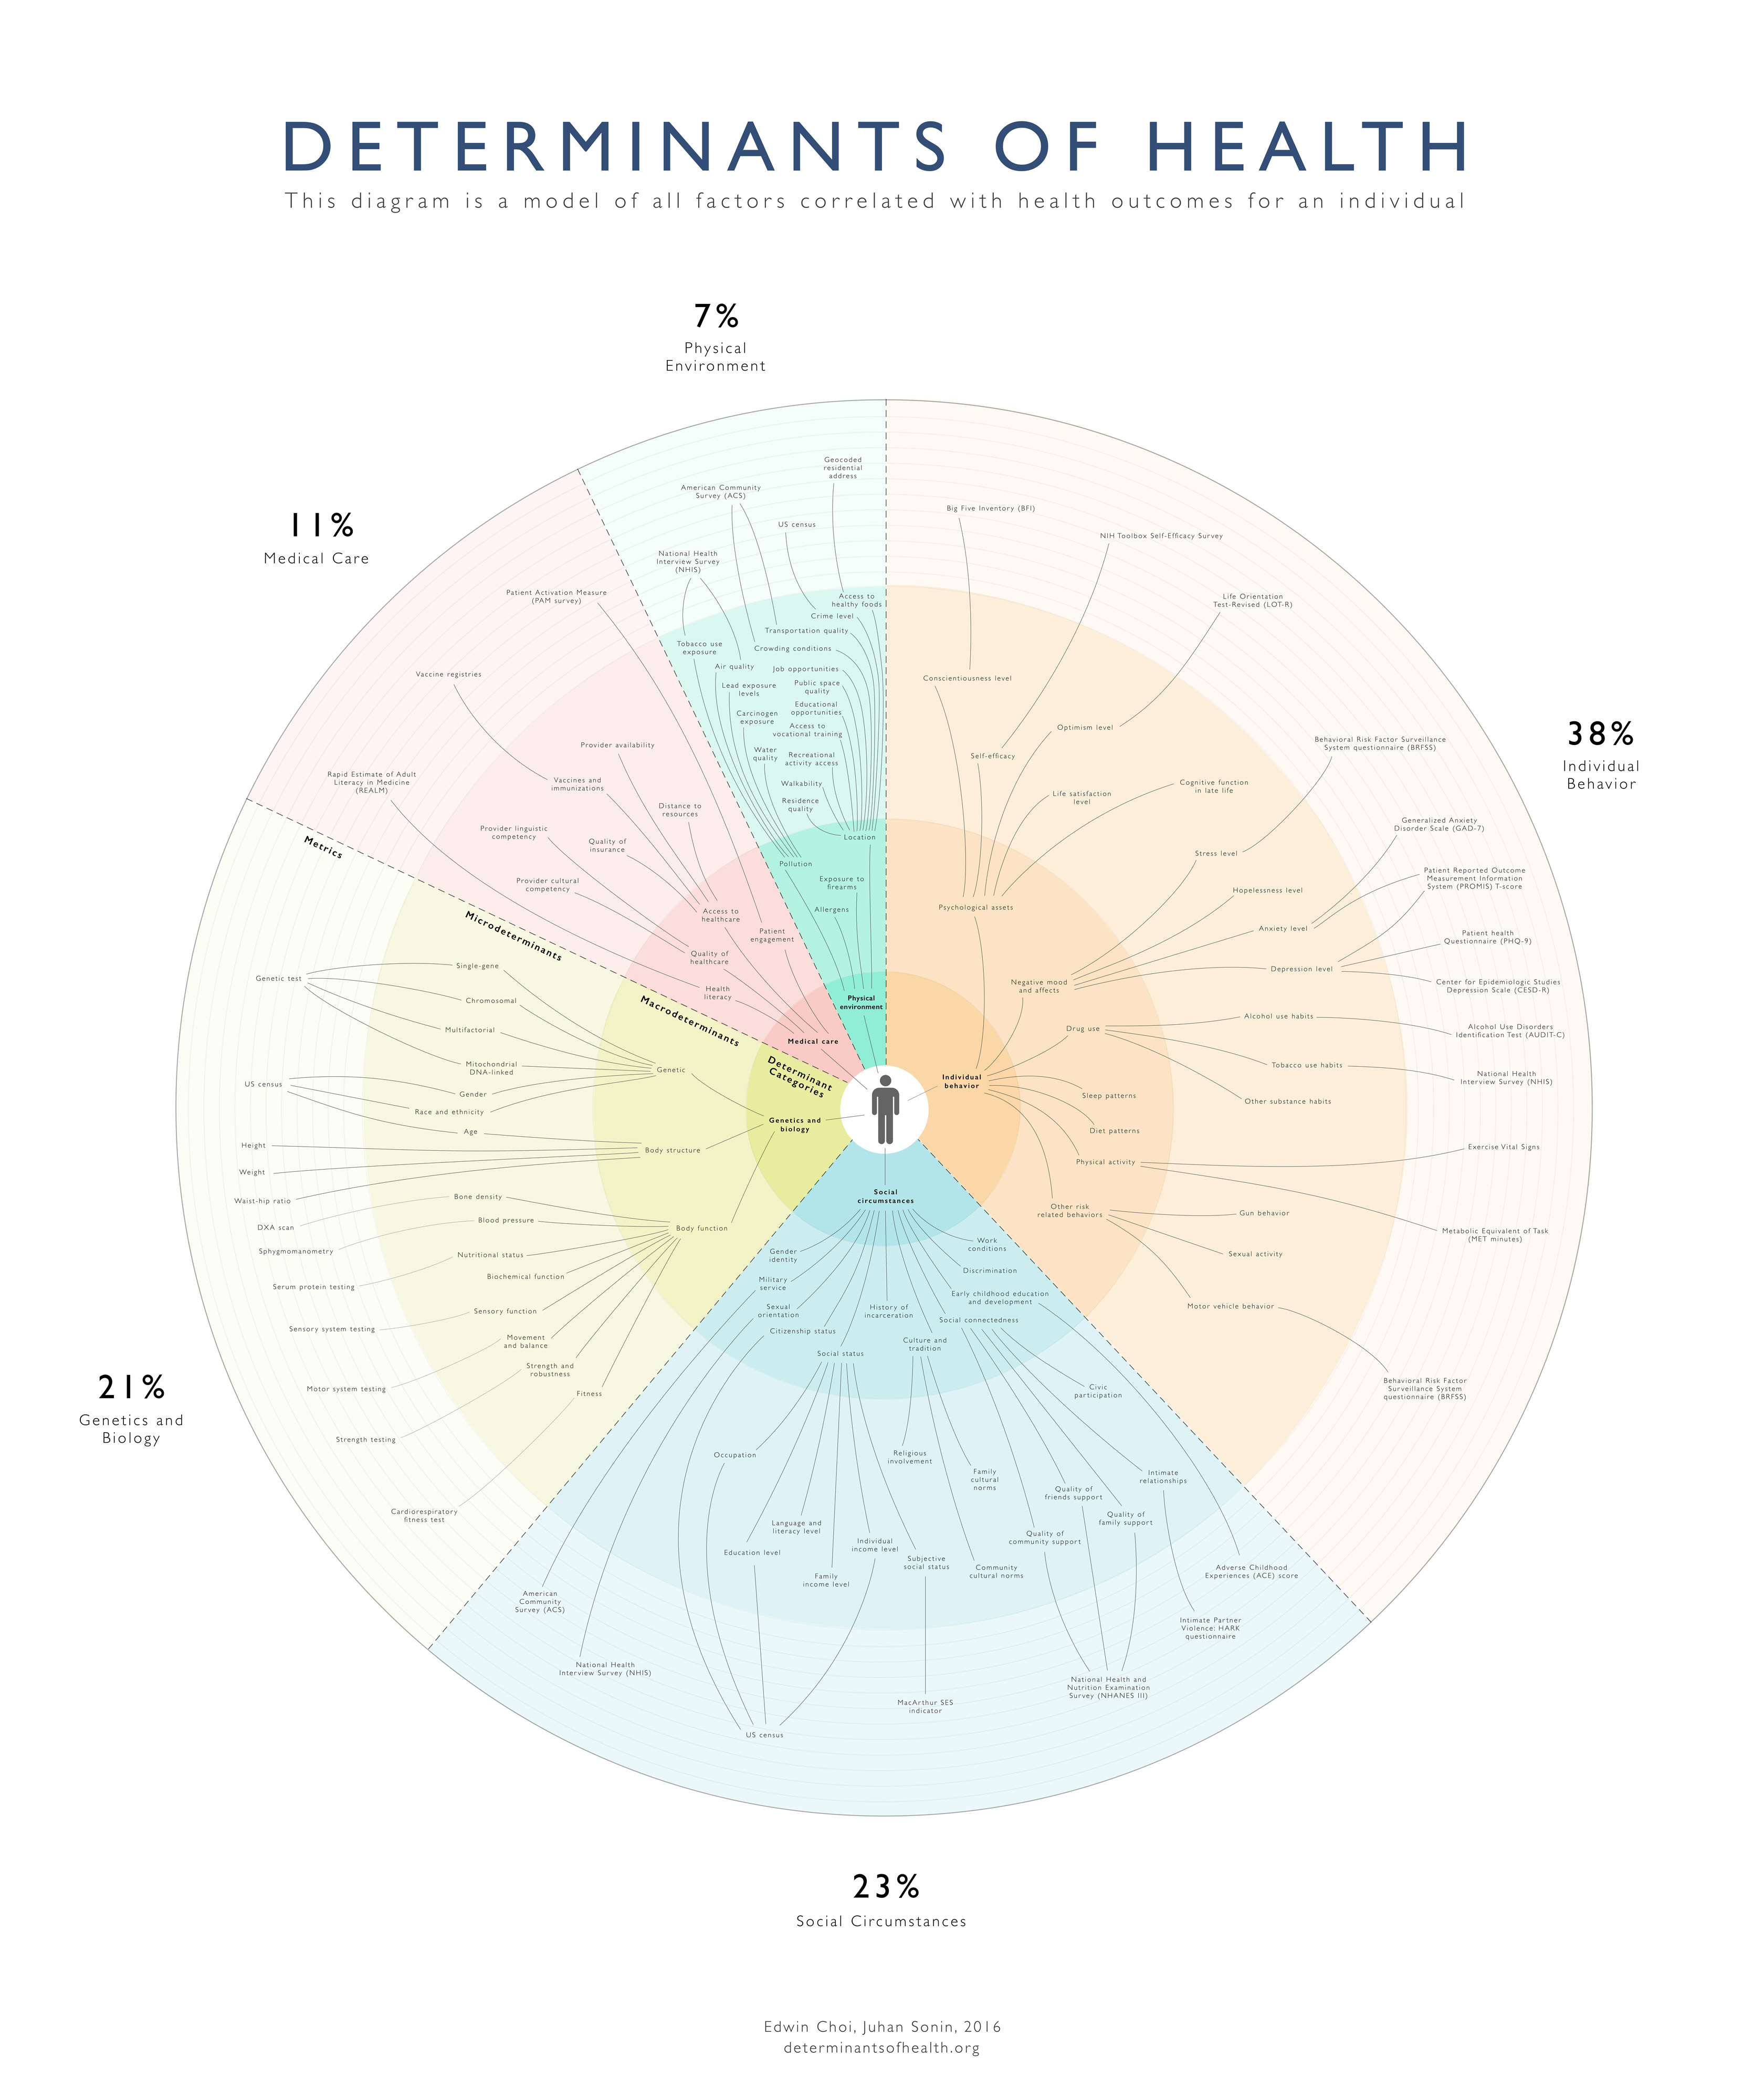 DETERMINANTS OF HEALTH
This diagram is a model of all factors correlated with health outcomes for an individual
7%
Physical
Environment
11%
Medical Care
38%
Individual
Behavior
21%
Genetics and
Biology
23%
Social Circumstances
Metrics
Microdeterminants
Macrodeterminants
Determinant
Categories
Physical
environment
Geocoded
residential
address
American Community
Survey (ACS)
US census
National Health
Interview Survey
(NHIS)
Access to
healthy foods
Crime level
Transportation quality
Tobacco use
exposure
Crowding conditions
Air quality
Job opportunities
Lead exposure
levels
Public space
quality
Educational
opportunities
Carcinogen
exposure
Access to
vocational training
Water
quality
Recreational
activity access
Walkability
Residence
quality
Location
Pollution
Exposure to
firearms
Allergens
Individual
behavior
Big Five Inventory (BFI)
NIH Toolbox Self-Efficacy Survey
Life Orientation
Test-Revised (LOT-R)
Conscientiousness level
Optimism level
Self-efficacy
Behavioral Risk Factor Surveillance
System questionnaire (BRFSS)
Life satisfaction
level
Cognitive function
in late life
Generalized Anxiety
Disorder Scale (GAD-7)
Stress level
Patient Reported Outcome
Measurement Information
System (PROMIS) T-score
Hopelessness level
Psychological assets
Anxiety level
Patient health
Questionnaire (PHQ-9)
Depression level
Negative mood
and affects
Center for Epidemiologic Studies
Depression Scale (CESD-R)
Drug use
Alcohol use habits
Alcohol Use Disorders
Identification Test (AUDIT-C)
Tobacco use habits
National Health
Interview Survey (NHIS)
Sleep patterns
Other substance habits
Diet patterns
Exercise Vital Signs
Physical activity
Other risk
related behaviors
Gun behavior
Metabolic Equivalent of Task
(MET minutes)
Sexual activity
Motor vehicle behavior
Behavioral Risk Factor
Surveillance System
questionnaire (BRFSS)
Medical care
Patient Activation Measure
(PAM survey)
Vaccine registries
Provider availability
Rapid Estimate of Adult
Literacy in Medicine
(REALM)
Vaccines and
immunizations
Distance to
resources
Provider linguistic
competency
Quality of
insurance
Provider cultural
competency
Access to
healthcare
Patient
engagement
Quality of
healthcare
Health
literacy
Genetics and
biology
Genetic test
Single-gene
Chromosomal
Multifactorial
Mitochondrial
DNA-linked
Genetic
US census
Gender
Race and ethnicity
Age
Height
Body structure
Weight
Waist-hip ratio
Bone density
DXA scan
Blood pressure
Body function
Sphygmomanometry
Nutritional status
Serum protein testing
Biochemical function
Sensory function
Sensory system testing
Movement
and balance
Motor system testing
Strength and
robustness
Fitness
Strength testing
Cardiorespiratory
fitness test
Social
circumstances
Gender
identity
Work
conditions
Military
service
Discrimination
Sexual
orientation
History of
incarceration
Early childhood education
and development
Citizenship status
Social connectedness
Social status
Culture and
tradition
Civic
participation
Occupation
Religious
involvement
Family
cultural
norms
Intimate
relationships
Quality of
friends support
Quality of
family support
Language and
literacy level
Education level
Individual
income level
Quality of
community support
Family
income level
Subjective
social status
Community
cultural norms
Adverse Childhood
Experiences (ACE) score
American
Community
Survey (ACS)
Intimate Partner
Violence: HARK
questionnaire
National Health
Interview Survey (NHIS)
National Health and
Nutrition Examination
Survey (NHANES III)
MacArthur SES
indicator
US census
Edwin Choi, Juhan Sonin, 2016
determinantsofhealth.org